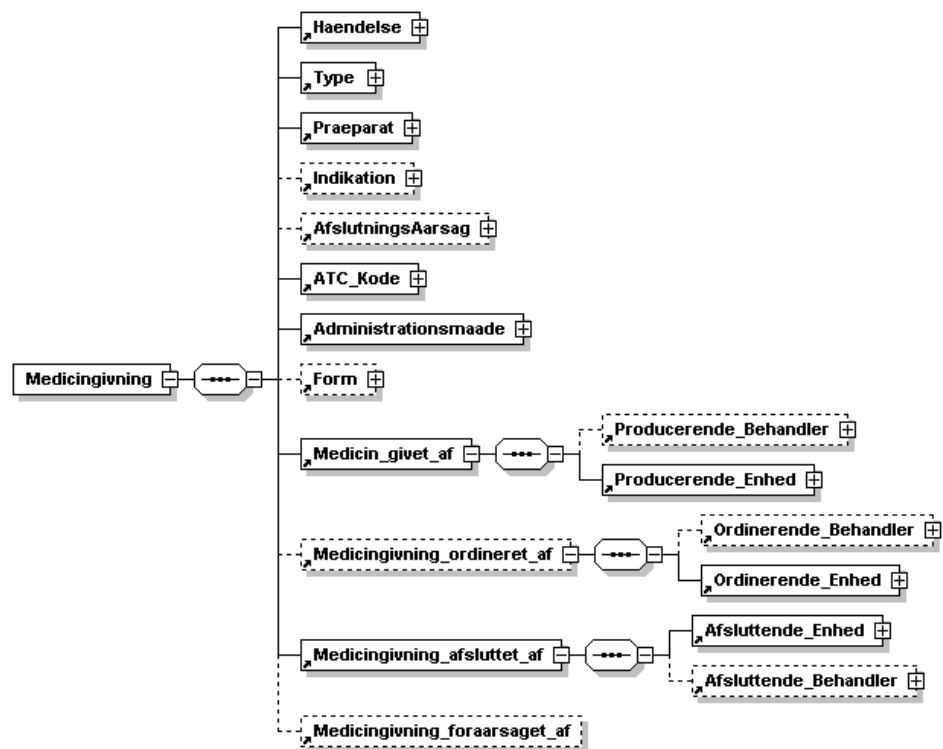 Haendelse
Type
Praeparat
Indikation
AfslutningsAarsag
ATC_Kode
Administrationsmaade
Medicingivning
Form
Medicin_givet_af
Producerende_Behandler
Producerende_Enhed
Medicingivning_ordineret_af
Ordinerende_Behandler
Ordinerende_Enhed
Medicingivning_afsluttet_af
Afsluttende_Enhed
Afsluttende_Behandler
Medicingivning_foraarsaget_af